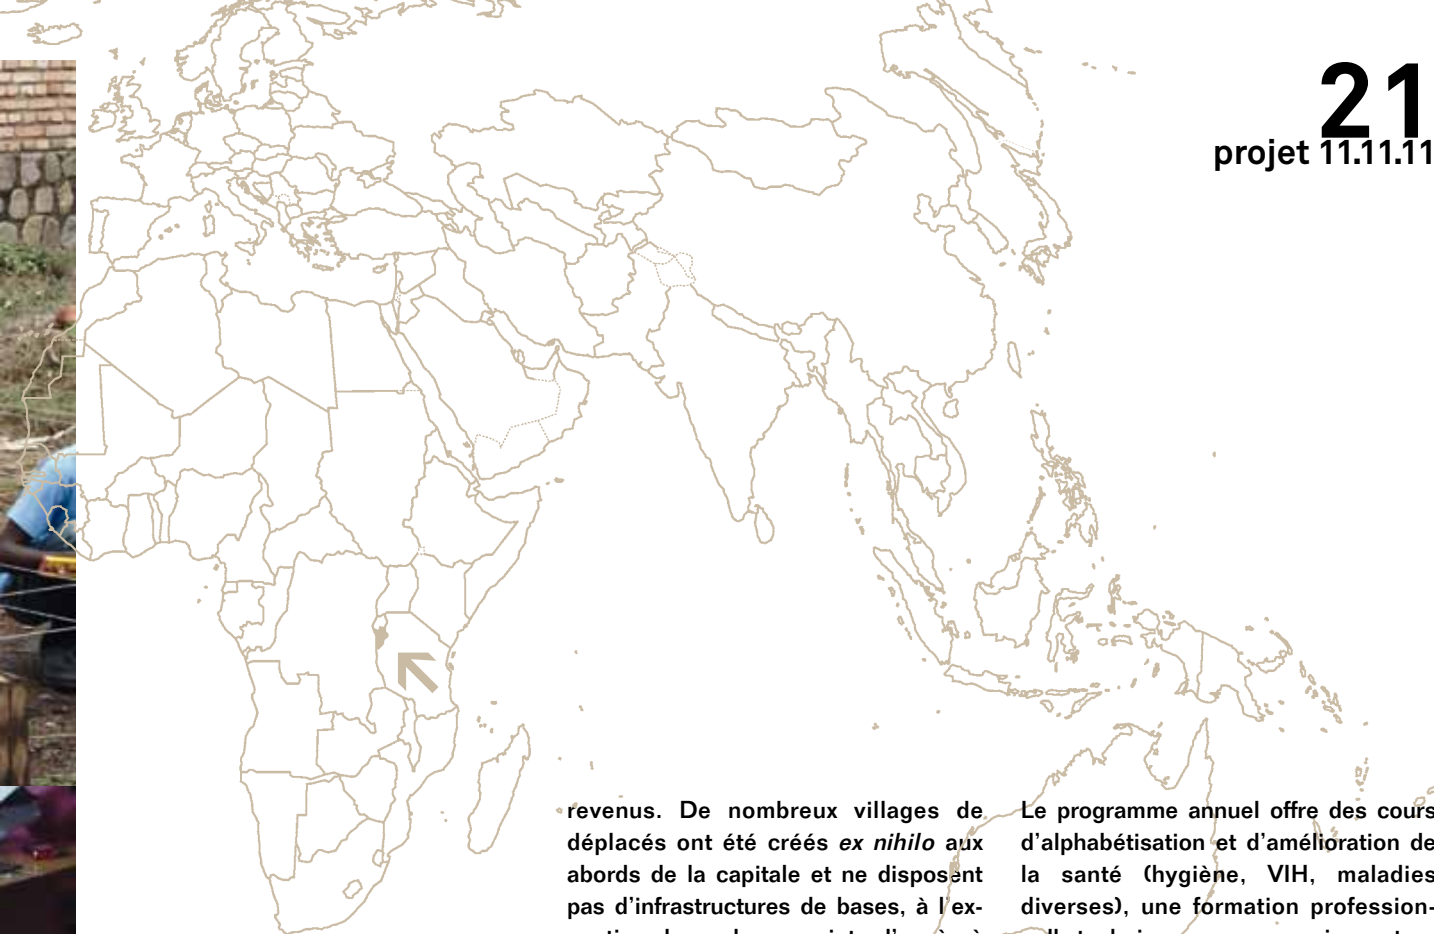 21
projet 11.11.11
revenus. De nombreux villages de
déplacés ont été créés ex nihilo aux
abords de la capitale et ne disposent
pas d'infrastructures de bases, à l'ex-
Le programme annuel offre des cours
d'alphabétisation et d'amélioration de
la santé (hygiène, VIH, maladies
diverses), une formation profession-